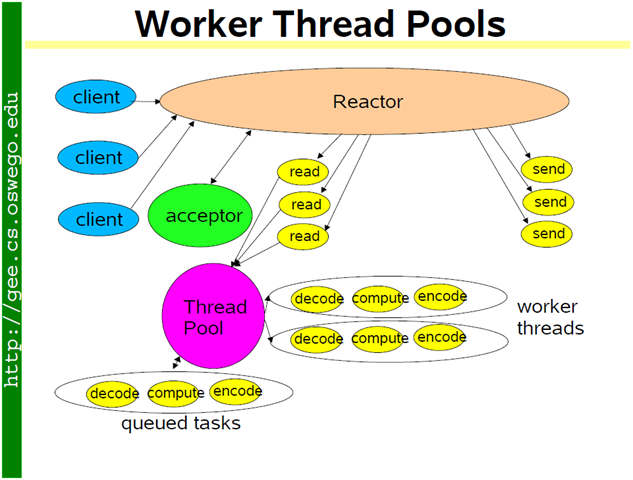 Worker Thread Pools
http://gee.cs.oswego.edu
client
Reactor
client
client
acceptor
read
read
read
send
send
send
Thread
Pool
decode compute encode
decode compute encode
worker
threads
decode compute encode
queued tasks